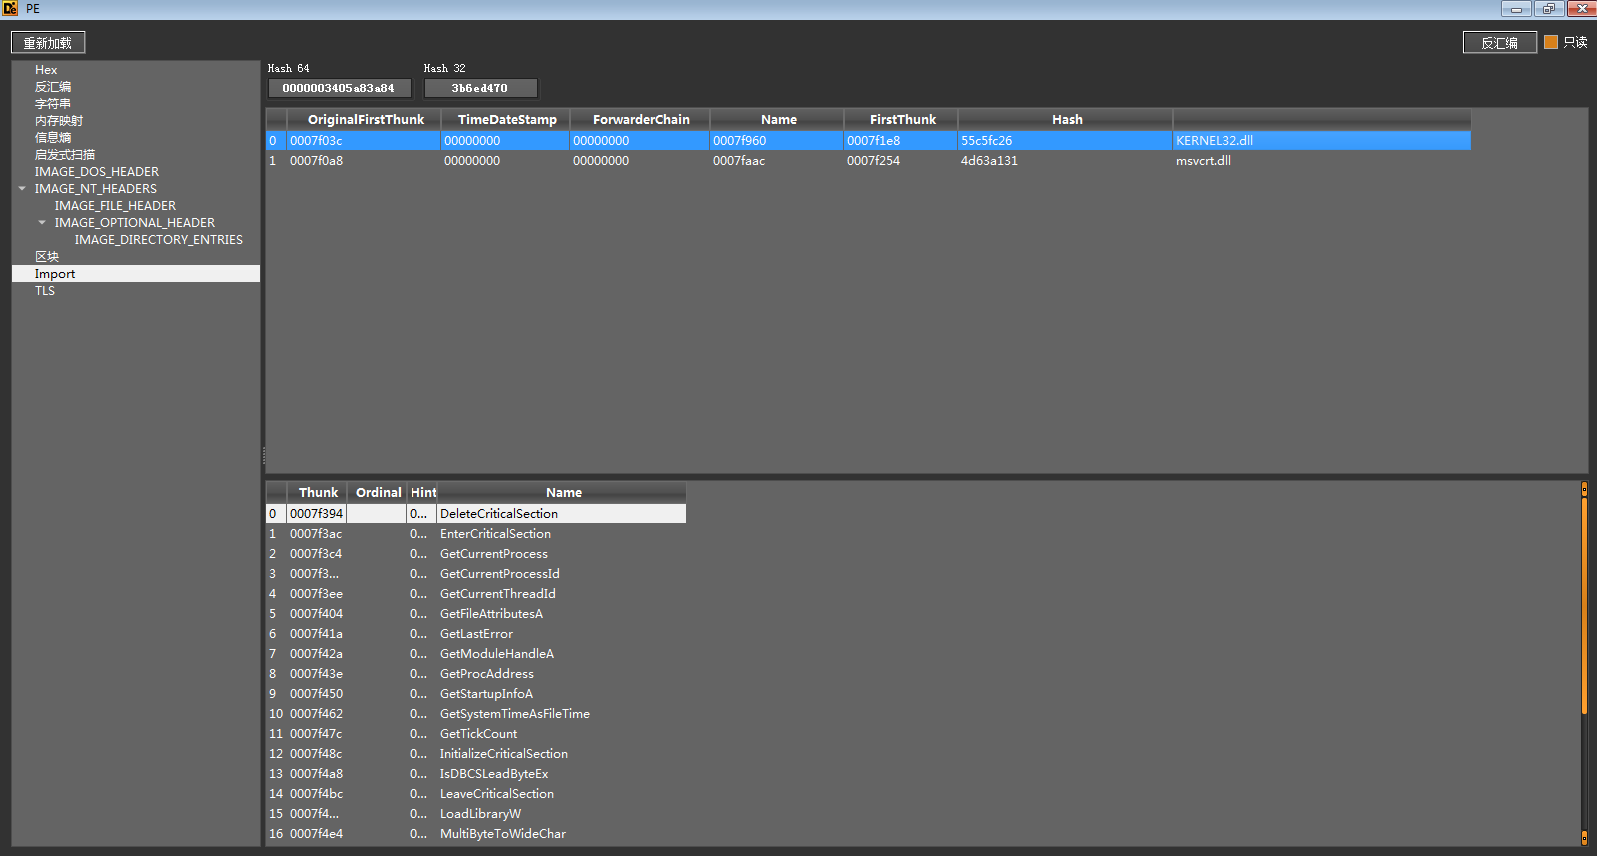 PE
重新加载
反汇编 只读
Hex
反汇编
字符串
内存映射
信息熵
启发式扫描
IMAGE_DOS_HEADER
IMAGE_NT_HEADERS
IMAGE_FILE_HEADER
IMAGE_OPTIONAL_HEADER
IMAGE_DIRECTORY_ENTRIES
区块
Import
TLS
Hash 64 Hash 32
0000003405a83a84 3b6ed470
OriginalFirstThunk TimeDateStamp ForwarderChain Name FirstThunk Hash
0 0007f03c 00000000 00000000 0007f960 0007f1e8 55c5fc26 KERNEL32.dll
1 0007f0a8 00000000 00000000 0007faac 0007f254 4d63a131 msvcrt.dll
Thunk Ordinal Hint Name
0 0007f394 0... DeleteCriticalSection
1 0007f3ac 0... EnterCriticalSection
2 0007f3c4 0... GetCurrentProcess
3 0007f3... 0... GetCurrentProcessId
4 0007f3ee 0... GetCurrentThreadId
5 0007f404 0... GetFileAttributesA
6 0007f41a 0... GetLastError
7 0007f42a 0... GetModuleHandleA
8 0007f43e 0... GetProcAddress
9 0007f450 0... GetStartupInfoA
10 0007f462 0... GetSystemTimeAsFileTime
11 0007f47c 0... GetTickCount
12 0007f48c 0... InitializeCriticalSection
13 0007f4a8 0... IsDBCSLeadByteEx
14 0007f4bc 0... LeaveCriticalSection
15 0007f4... 0... LoadLibraryW
16 0007f4e4 0... MultiByteToWideChar